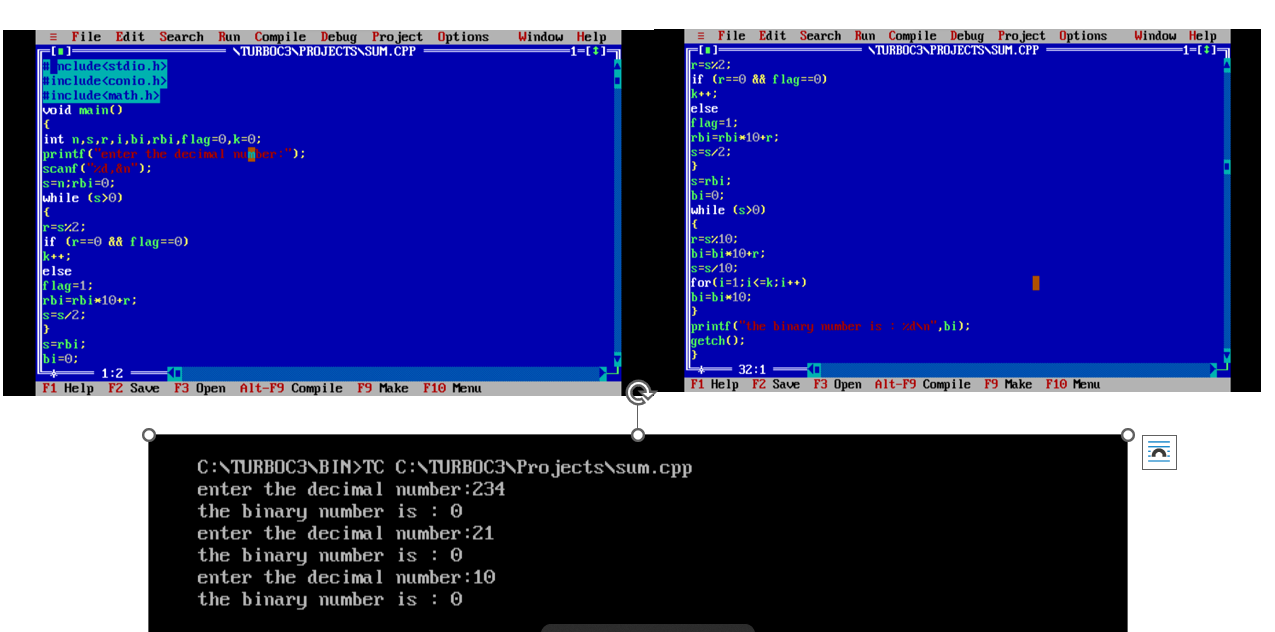 ≡ File Edit Search Run Compile Debug Project Options Window Help
[■] \TURBOC3\PROJECTS\SUM.CPP 1=[↕]
#include<stdio.h>
#include<conio.h>
#include<math.h>
void main()
{
int n,s,r,i,bi,rbi,flag=0,k=0;
printf("enter the decimal number:");
scanf("%d,&n");
s=n;rbi=0;
while (s>0)
{
r=s%2;
if (r==0 && flag==0)
k++;
else
flag=1;
rbi=rbi*10+r;
s=s/2;
}
s=rbi;
bi=0;
1:2
F1 Help F2 Save F3 Open Alt-F9 Compile F9 Make F10 Menu
≡ File Edit Search Run Compile Debug Project Options Window Help
[■] \TURBOC3\PROJECTS\SUM.CPP 1=[↕]
r=s%2;
if (r==0 && flag==0)
k++;
else
flag=1;
rbi=rbi*10+r;
s=s/2;
}
s=rbi;
bi=0;
while (s>0)
{
r=s%10;
bi=bi*10+r;
s=s/10;
for(i=1;i<=k;i++)
bi=bi*10;
}
printf("the binary number is : %d\n",bi);
getch();
}
32:1
F1 Help F2 Save F3 Open Alt-F9 Compile F9 Make F10 Menu
C:\TURBOC3\BIN>TC C:\TURBOC3\Projects\sum.cpp
enter the decimal number:234
the binary number is : 0
enter the decimal number:21
the binary number is : 0
enter the decimal number:10
the binary number is : 0